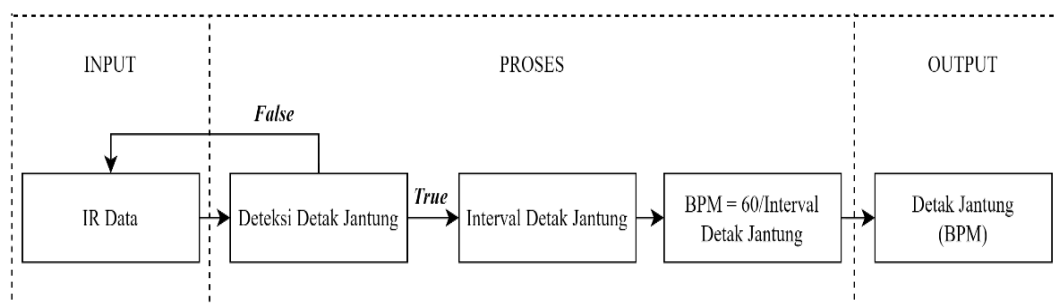 INPUT
PROSES
OUTPUT
False
IR Data
Deteksi Detak Jantung
True
Interval Detak Jantung
BPM = 60/Interval
Detak Jantung
Detak Jantung
(BPM)